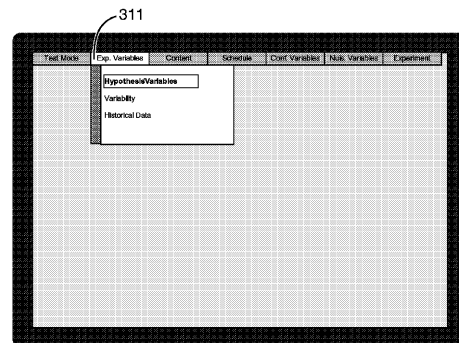 311
Test Mode Exp. Variables Content Schedule Conf. Variables Nuis. Variables Experiment
HypothesisVariables
Variability
Historical Data